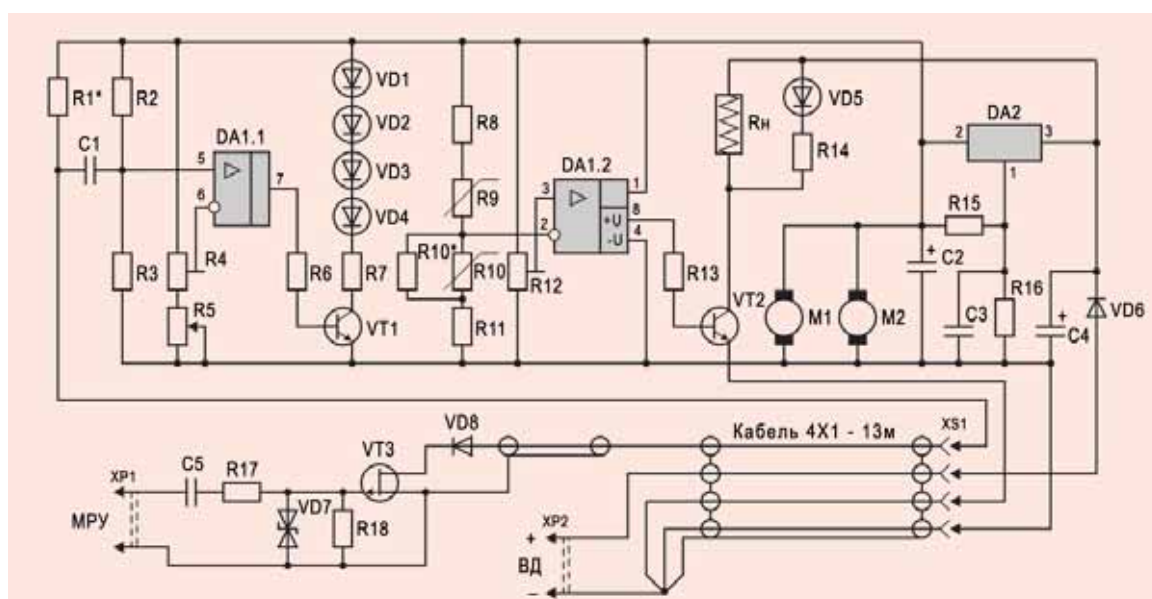 R1*
R2
C1
R3
R4
R5
5
6
7
DA1.1
R6
VD1
VD2
VD3
VD4
R7
VT1
R8
R9
R10*
R10
R11
R12
DA1.2
3
2
1
8
4
+U
-U
R13
Rн
VD5
R14
VT2
M1
M2
DA2
2
3
1
R15
+
C2
C3
R16
+
C4
VD6
XS1
Кабель 4X1 - 13м
VD8
VT3
C5
R17
XP1
МРУ
VD7
R18
XP2
+
ВД
–